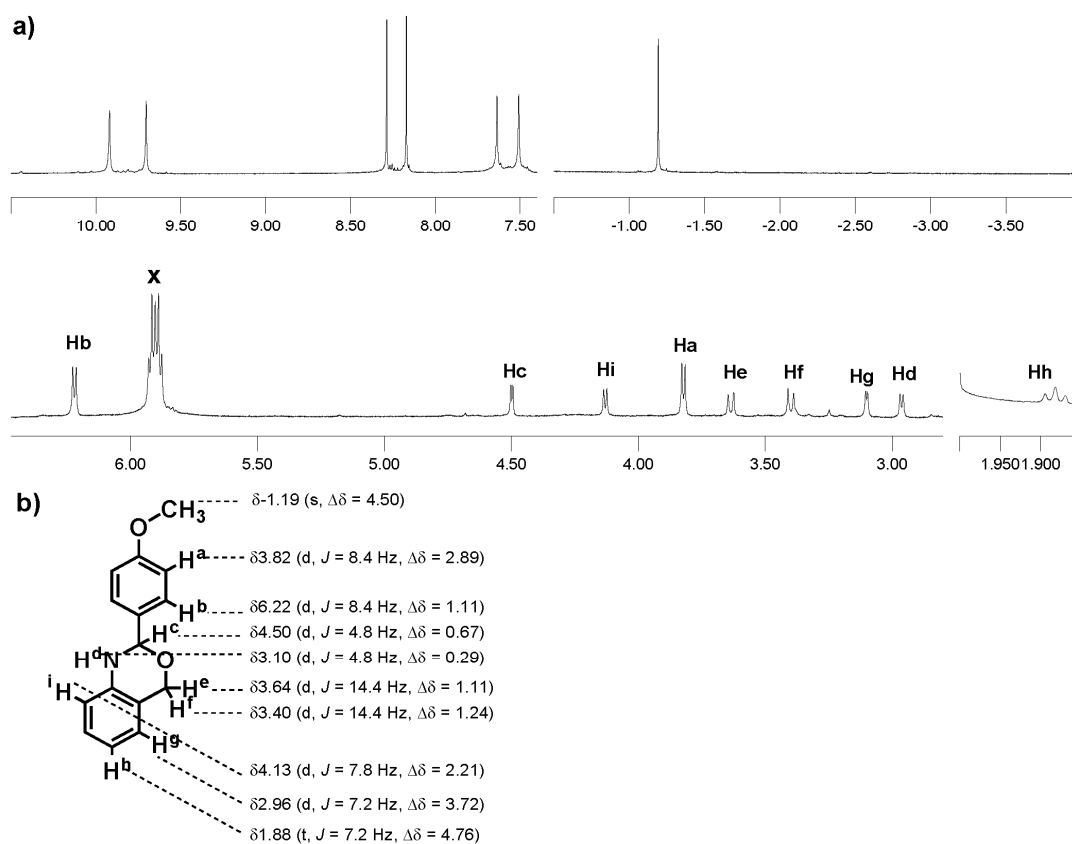 a)
10.00 9.50 9.00 8.50 8.00 7.50 -1.00 -1.50 -2.00 -2.50 -3.00 -3.50
x
Hb Hc Hi Ha He Hf Hg Hd Hh
6.00 5.50 5.00 4.50 4.00 3.50 3.00 1.950 1.900
b)
O CH3 δ-1.19 (s, Δδ = 4.50)
Ha δ3.82 (d, J = 8.4 Hz, Δδ = 2.89)
Hb δ6.22 (d, J = 8.4 Hz, Δδ = 1.11)
Hc δ4.50 (d, J = 4.8 Hz, Δδ = 0.67)
Hd N O δ3.10 (d, J = 4.8 Hz, Δδ = 0.29)
Hi He δ3.64 (d, J = 14.4 Hz, Δδ = 1.11)
Hf δ3.40 (d, J = 14.4 Hz, Δδ = 1.24)
Hg
Hh δ4.13 (d, J = 7.8 Hz, Δδ = 2.21)
δ2.96 (d, J = 7.2 Hz, Δδ = 3.72)
δ1.88 (t, J = 7.2 Hz, Δδ = 4.76)